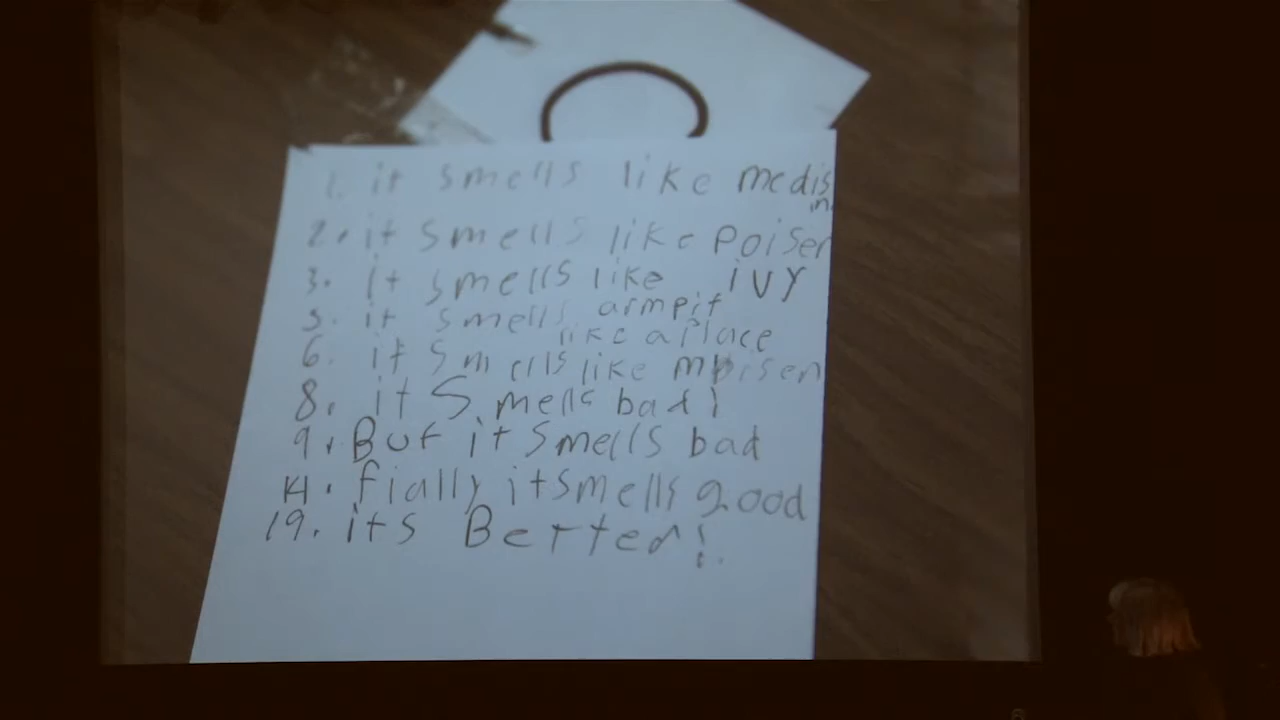 1. it smells like medis
in.
2. it smells like Poisen
3. it smells like IVY
5. it smells armpit
like a Place
6. it smells like
8. it Smells bad!
9. But it smells bad
14. fially it smells good
19. its Better!